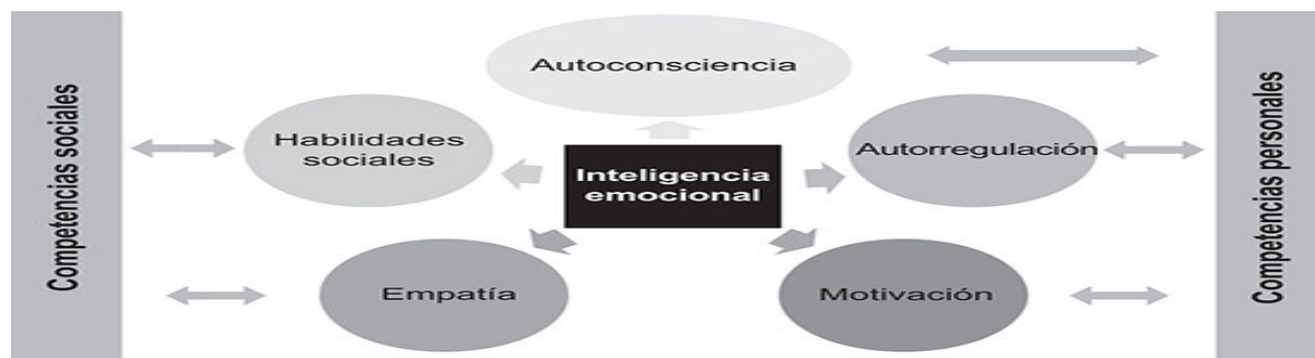 Competencias sociales
Autoconsciencia
Habilidades
sociales
Autorregulación
Inteligencia
emocional
Empatía
Motivación
Competencias personales